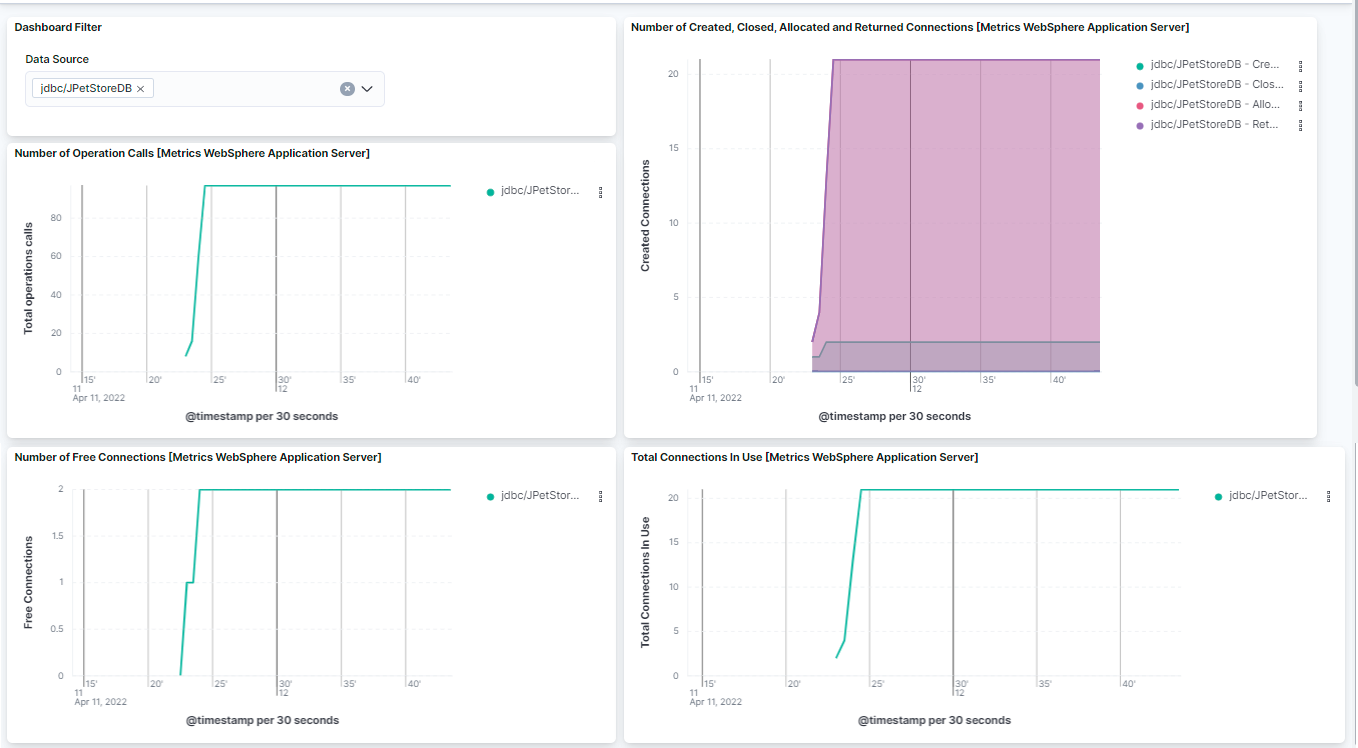 Dashboard Filter
Data Source
jdbc/JPetStoreDB ×
Number of Operation Calls [Metrics WebSphere Application Server]
Total operations calls
80
60
40
20
0
15'
20'
25'
30'
35'
40'
11
12
Apr 11, 2022
@timestamp per 30 seconds
jdbc/JPetStor...
Number of Created, Closed, Allocated and Returned Connections [Metrics WebSphere Application Server]
Created Connections
20
15
10
5
0
15'
20'
25'
30'
35'
40'
11
12
Apr 11, 2022
@timestamp per 30 seconds
jdbc/JPetStoreDB - Cre...
jdbc/JPetStoreDB - Clos...
jdbc/JPetStoreDB - Allo...
jdbc/JPetStoreDB - Ret...
Number of Free Connections [Metrics WebSphere Application Server]
Free Connections
2
1.5
1
0.5
0
15'
20'
25'
30'
35'
40'
11
12
Apr 11, 2022
@timestamp per 30 seconds
jdbc/JPetStor...
Total Connections In Use [Metrics WebSphere Application Server]
Total Connections In Use
20
15
10
5
0
15'
20'
25'
30'
35'
40'
11
12
Apr 11, 2022
@timestamp per 30 seconds
jdbc/JPetStor...